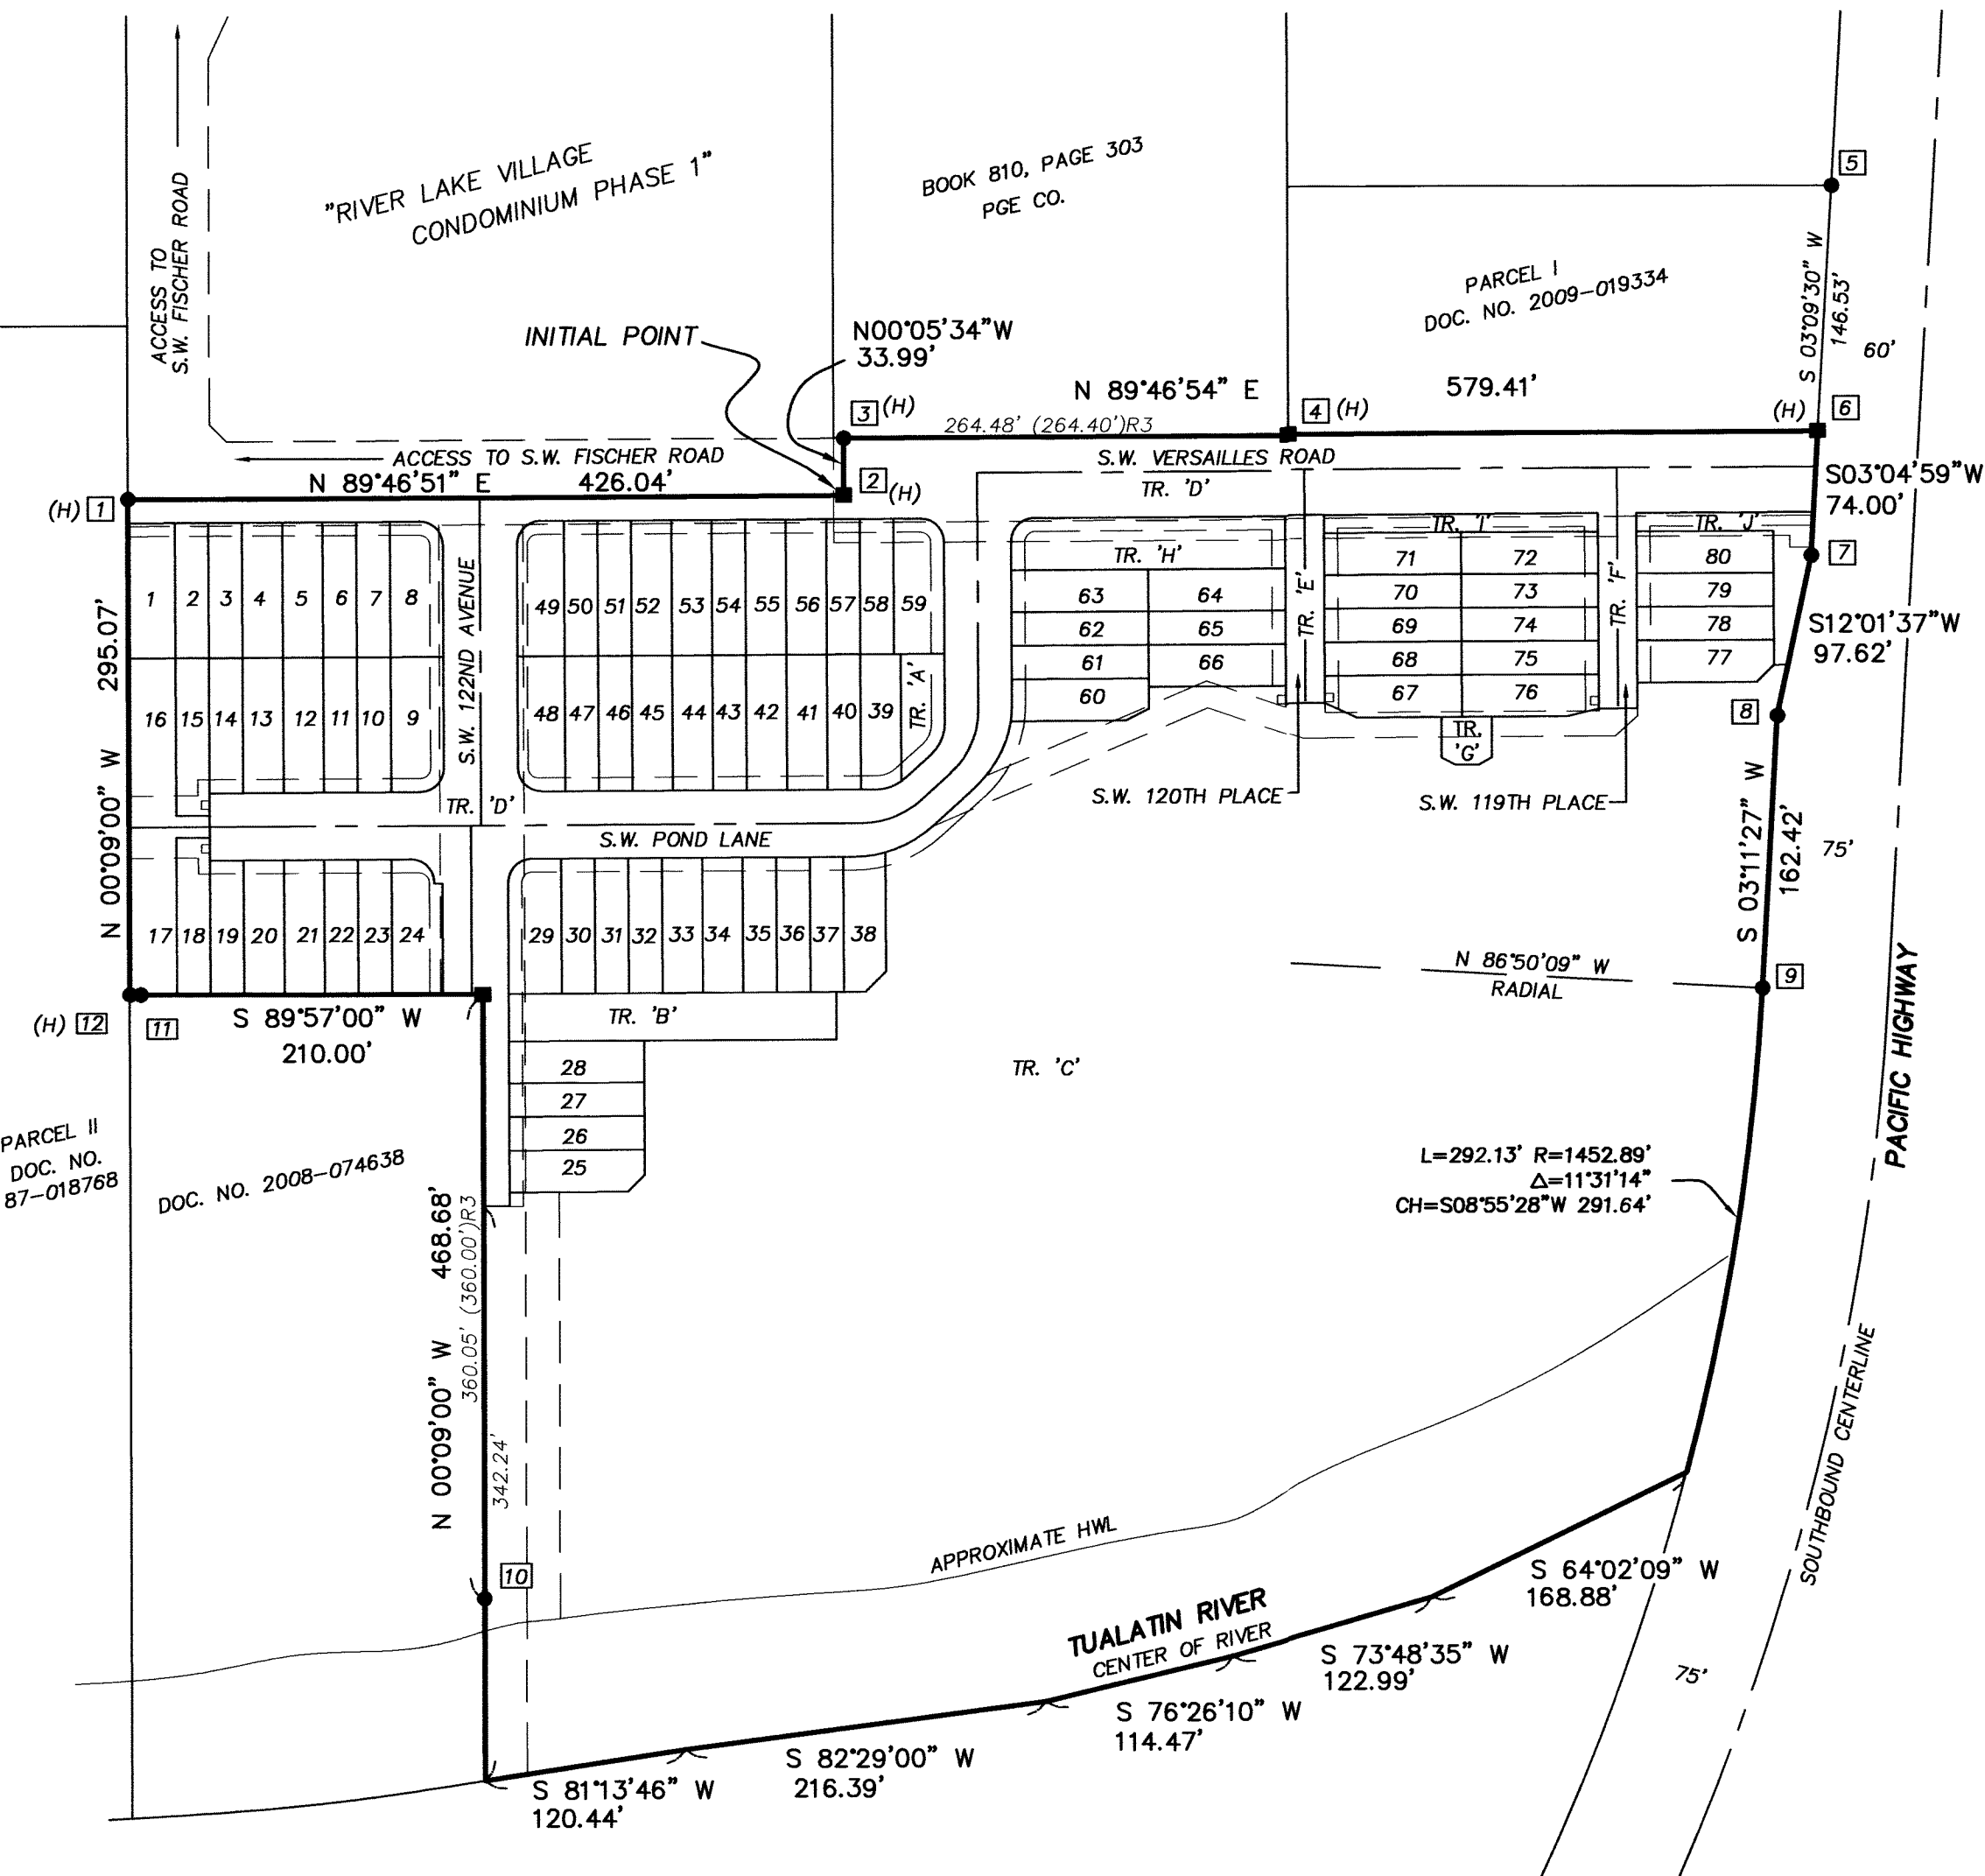 ACCESS TO
S.W. FISCHER ROAD
"RIVER LAKE VILLAGE
CONDOMINIUM PHASE 1"
BOOK 810, PAGE 303
PGE CO.
5
PARCEL I
DOC. NO. 2009-019334
S 03°09'30" W
146.53'
60'
INITIAL POINT
N00°05'34"W
33.99'
3 (H)
N 89°46'54" E
579.41'
264.48' (264.40')R3
4 (H)
(H) 6
ACCESS TO S.W. FISCHER ROAD
N 89°46'51" E 426.04'
(H) 1
2 (H)
S.W. VERSAILLES ROAD
TR. 'D'
S03°04'59"W
74.00'
7
TR. 'H'
TR. 'I'
TR. 'J'
TR. 'E'
TR. 'F'
1 2 3 4 5 6 7 8
S.W. 122ND AVENUE
49 50 51 52 53 54 55 56 57 58 59
63 64
62 65
61 66
60
71 72
70 73
69 74
68 75
67 76
80
79
78
77
S12°01'37"W
97.62'
8
16 15 14 13 12 11 10 9
48 47 46 45 44 43 42 41 40 39
TR. 'A'
TR.
'G'
N 00°09'00" W 295.07'
TR. 'D'
S.W. POND LANE
S.W. 120TH PLACE
S.W. 119TH PLACE
S 03°11'27" W
162.42'
75'
17 18 19 20 21 22 23 24
29 30 31 32 33 34 35 36 37 38
N 86°50'09" W
RADIAL
9
PACIFIC HIGHWAY
(H) 12
11
S 89°57'00" W
210.00'
TR. 'B'
28
27
26
25
TR. 'C'
PARCEL II
DOC. NO.
87-018768
DOC. NO. 2008-074638
L=292.13' R=1452.89'
Δ=11°31'14"
CH=S08°55'28"W 291.64'
N 00°09'00" W 468.68'
360.05' (360.00')R3
342.24'
10
APPROXIMATE HWL
TUALATIN RIVER
CENTER OF RIVER
SOUTHBOUND CENTERLINE
S 64°02'09" W
168.88'
S 73°48'35" W
122.99'
75'
S 76°26'10" W
114.47'
S 82°29'00" W
216.39'
S 81°13'46" W
120.44'